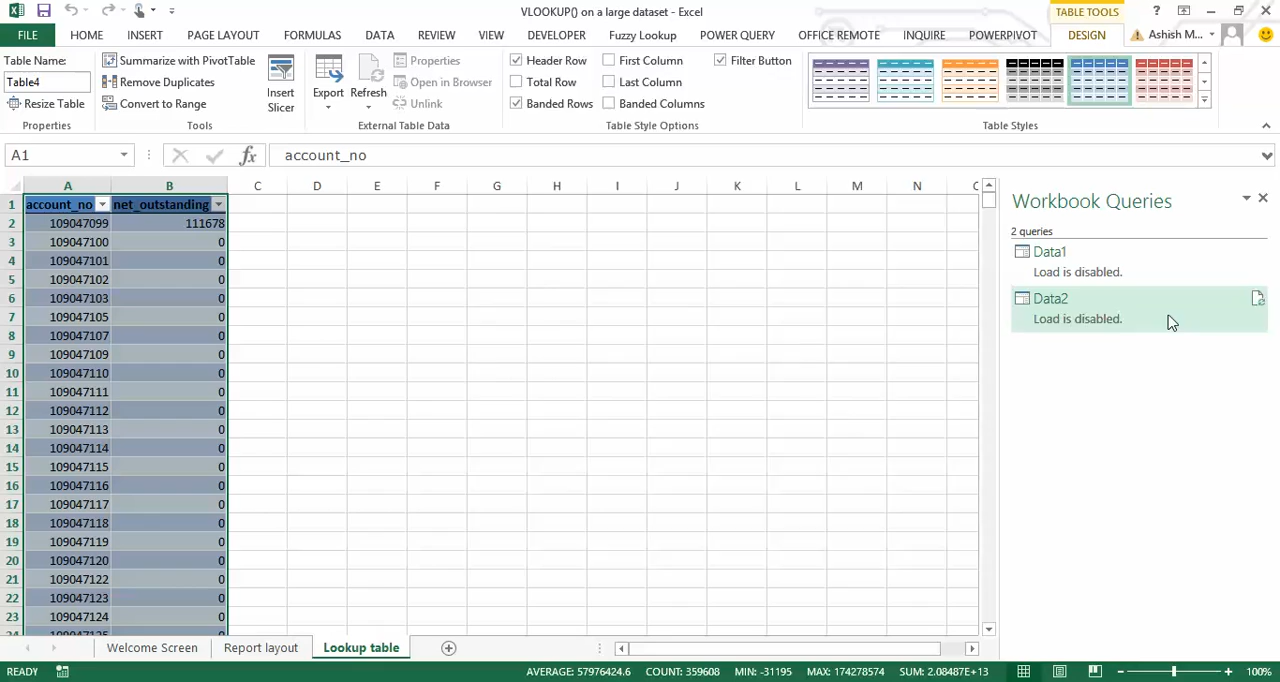 VLOOKUP() on a large dataset - Excel
TABLE TOOLS
FILE HOME INSERT PAGE LAYOUT FORMULAS DATA REVIEW VIEW DEVELOPER Fuzzy Lookup POWER QUERY OFFICE REMOTE INQUIRE POWERPIVOT DESIGN Ashish M...
Table Name:
Table4
Resize Table
Properties
Summarize with PivotTable
Remove Duplicates
Convert to Range
Tools
Insert
Slicer
Export
Refresh
Properties
Open in Browser
Unlink
External Table Data
Header Row First Column Filter Button
Total Row Last Column
Banded Rows Banded Columns
Table Style Options
Table Styles
A1 fx account_no
A B C D E F G H I J K L M N
1 account_no net_outstanding
2 109047099 111678
3 109047100 0
4 109047101 0
5 109047102 0
6 109047103 0
7 109047105 0
8 109047107 0
9 109047109 0
10 109047110 0
11 109047111 0
12 109047112 0
13 109047113 0
14 109047114 0
15 109047115 0
16 109047116 0
17 109047117 0
18 109047118 0
19 109047119 0
20 109047120 0
21 109047122 0
22 109047123 0
23 109047124 0
Workbook Queries
2 queries
Data1
Load is disabled.
Data2
Load is disabled.
Welcome Screen Report layout Lookup table
READY AVERAGE: 57976424.6 COUNT: 359608 MIN: -31195 MAX: 174278574 SUM: 2.08487E+13 100%